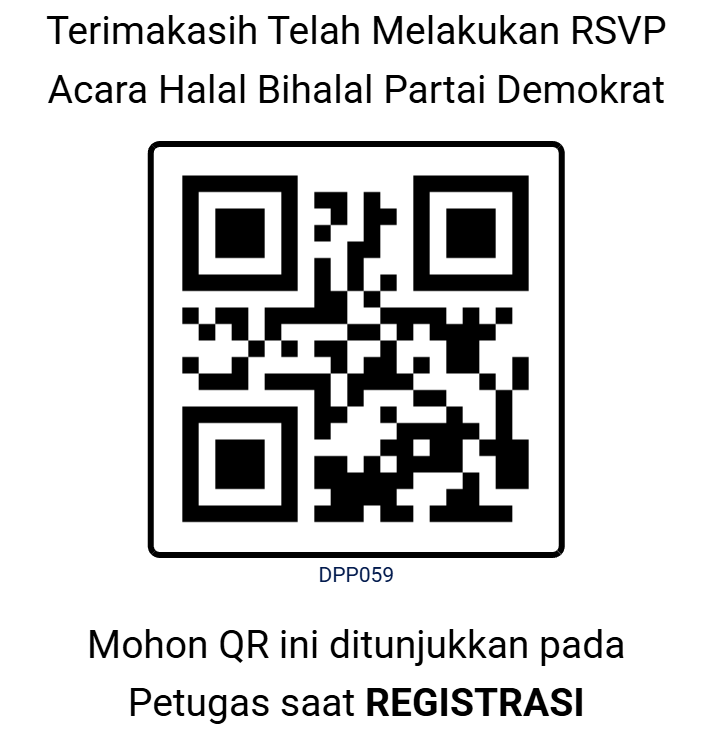 Terimakasih Telah Melakukan RSVP
Acara Halal Bihalal Partai Demokrat
DPP059
Mohon QR ini ditunjukkan pada
Petugas saat REGISTRASI